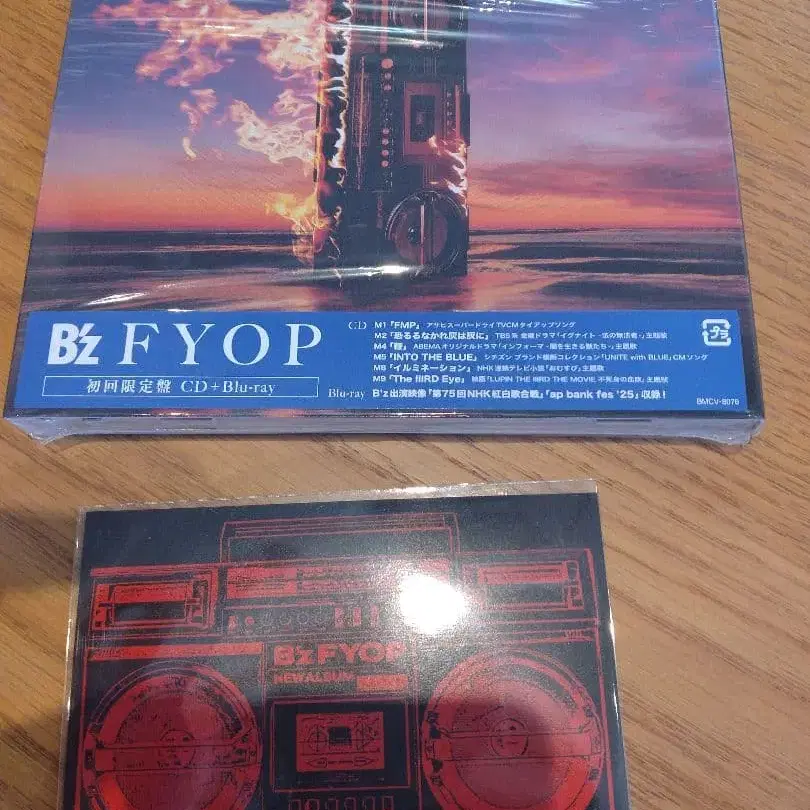 B'z FYOP
初回限定盤 CD+Blu-ray
CD M1「FMP」 アサヒスーパードライ TVCMタイアップソング
M2「恐るるなかれ灰は灰に」 TBS系 金曜ドラマ「イグナイト -法の無法者-」主題歌
M4「鞭」 ABEMAオリジナルドラマ「インフォーマ -闇を生きる獣たち-」主題歌
M5「INTO THE BLUE」 シチズン ブランド横断コレクション「UNITE with BLUE」CMソング
M8「イルミネーション」 NHK 連続テレビ小説「おむすび」主題歌
M9「The IIIRD Eye」 映画「LUPIN THE IIIRD THE MOVIE 不死身の血族」主題歌
Blu-ray B'z出演映像「第75回NHK紅白歌合戦」「ap bank fes '25」収録!
プラ
BMCV-8078
B'z FYOP
NEW ALBUM